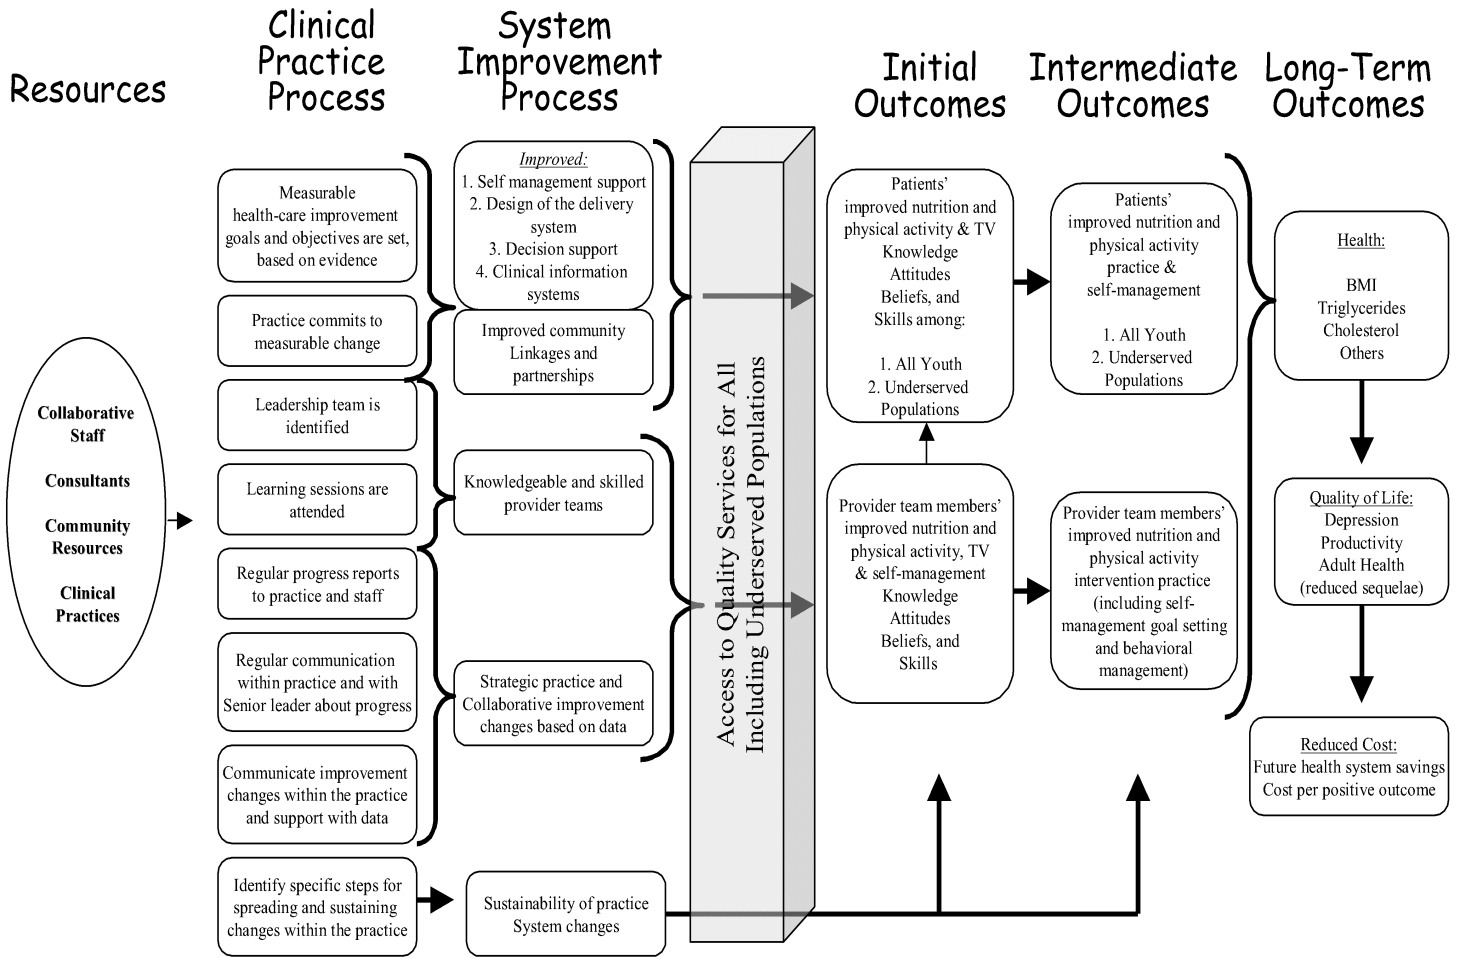 Resources
Clinical
Practice
Process
System
Improvement
Process
Initial
Outcomes
Intermediate
Outcomes
Long-Term
Outcomes
Collaborative
Staff
Consultants
Community
Resources
Clinical
Practices
Measurable
health-care improvement
goals and objectives are set,
based on evidence
Practice commits to
measurable change
Leadership team is
identified
Learning sessions are
attended
Regular progress reports
to practice and staff
Regular communication
within practice and with
Senior leader about progress
Communicate improvement
changes within the practice
and support with data
Identify specific steps for
spreading and sustaining
changes within the practice
Improved:
1. Self management support
2. Design of the delivery
system
3. Decision support
4. Clinical information
systems
Improved community
Linkages and
partnerships
Knowledgeable and skilled
provider teams
Strategic practice and
Collaborative improvement
changes based on data
Sustainability of practice
System changes
Access to Quality Services for All
Including Underserved Populations
Patients’
improved nutrition and
physical activity & TV
Knowledge
Attitudes
Beliefs, and
Skills among:
1. All Youth
2. Underserved
Populations
Provider team members’
improved nutrition and
physical activity, TV
& self-management
Knowledge
Attitudes
Beliefs, and
Skills
Patients’
improved nutrition and
physical activity
practice &
self-management
1. All Youth
2. Underserved
Populations
Provider team members’
improved nutrition and
physical activity
intervention practice
(including self-
management goal setting
and behavioral
management)
Health:
BMI
Triglycerides
Cholesterol
Others
Quality of Life:
Depression
Productivity
Adult Health
(reduced sequelae)
Reduced Cost:
Future health system savings
Cost per positive outcome